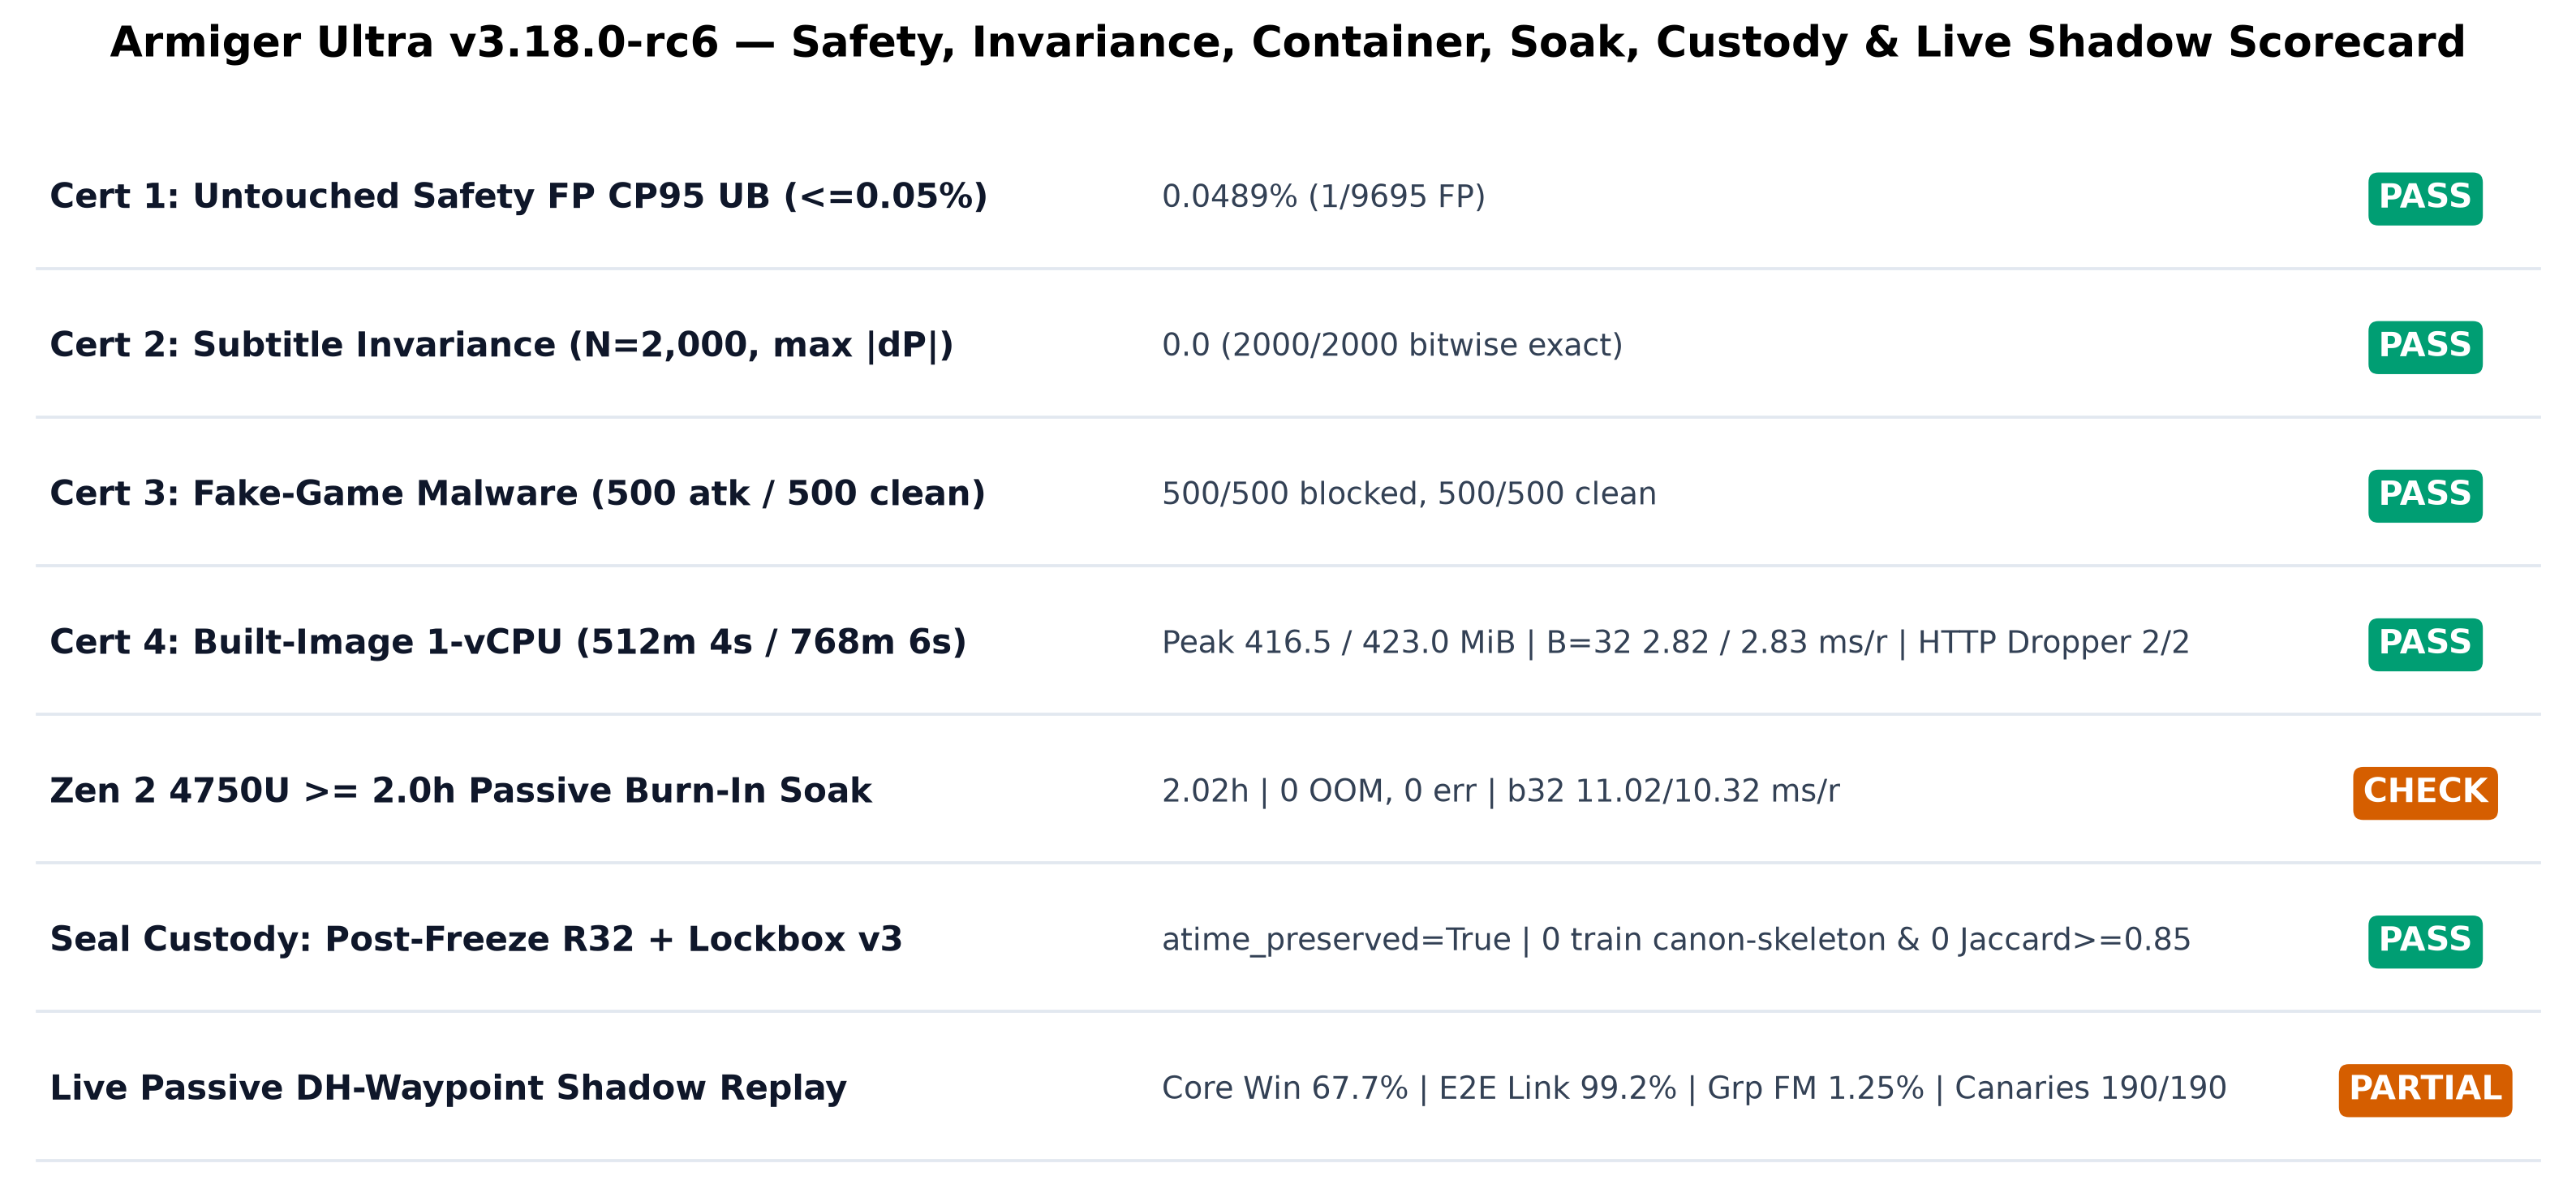 Armiger Ultra v3.18.0-rc6 — Safety, Invariance, Container, Soak, Custody & Live Shadow Scorecard
Cert 1: Untouched Safety FP CP95 UB (<=0.05%) 0.0489% (1/9695 FP) PASS
Cert 2: Subtitle Invariance (N=2,000, max |dP|) 0.0 (2000/2000 bitwise exact) PASS
Cert 3: Fake-Game Malware (500 atk / 500 clean) 500/500 blocked, 500/500 clean PASS
Cert 4: Built-Image 1-vCPU (512m 4s / 768m 6s) Peak 416.5 / 423.0 MiB | B=32 2.82 / 2.83 ms/r | HTTP Dropper 2/2 PASS
Zen 2 4750U >= 2.0h Passive Burn-In Soak 2.02h | 0 OOM, 0 err | b32 11.02/10.32 ms/r CHECK
Seal Custody: Post-Freeze R32 + Lockbox v3 atime_preserved=True | 0 train canon-skeleton & 0 Jaccard>=0.85 PASS
Live Passive DH-Waypoint Shadow Replay Core Win 67.7% | E2E Link 99.2% | Grp FM 1.25% | Canaries 190/190 PARTIAL